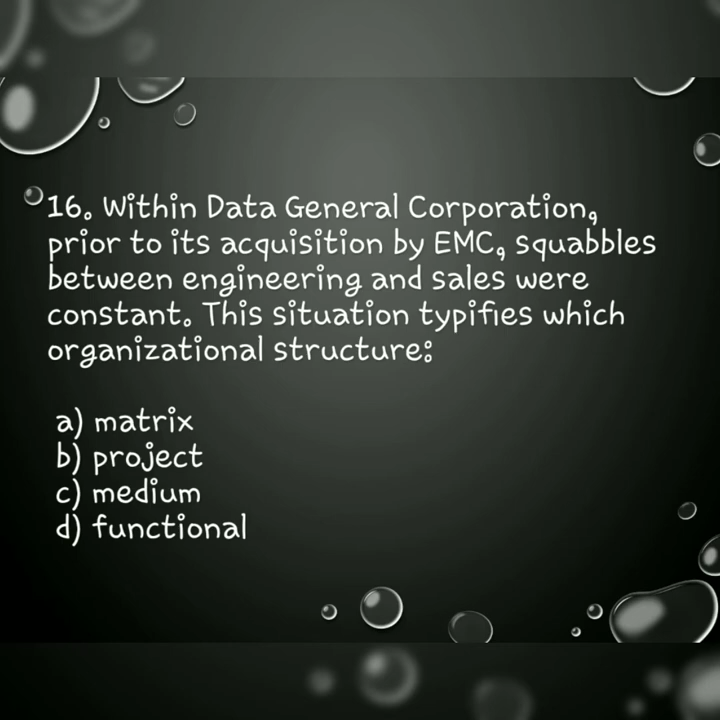 16. Within Data General Corporation,
prior to its acquisition by EMC, squabbles
between engineering and sales were
constant. This situation typifies which
organizational structure:
a) matrix
b) project
c) medium
d) functional